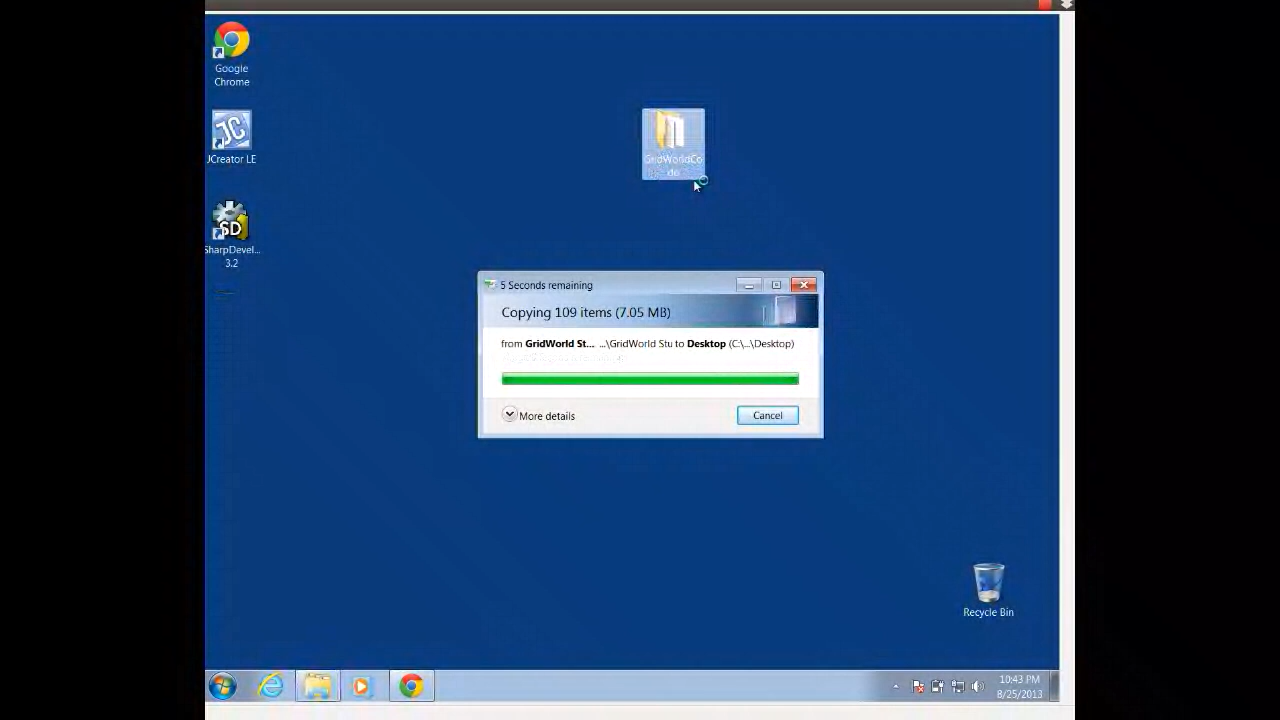 Google
Chrome
JCreator LE
SharpDevel...
3.2
GridWorldCo
de
5 Seconds remaining
Copying 109 items (7.05 MB)
from GridWorld St... ...\GridWorld Stu to Desktop (C:\...\Desktop)
More details
Cancel
Recycle Bin
10:43 PM
8/25/2013